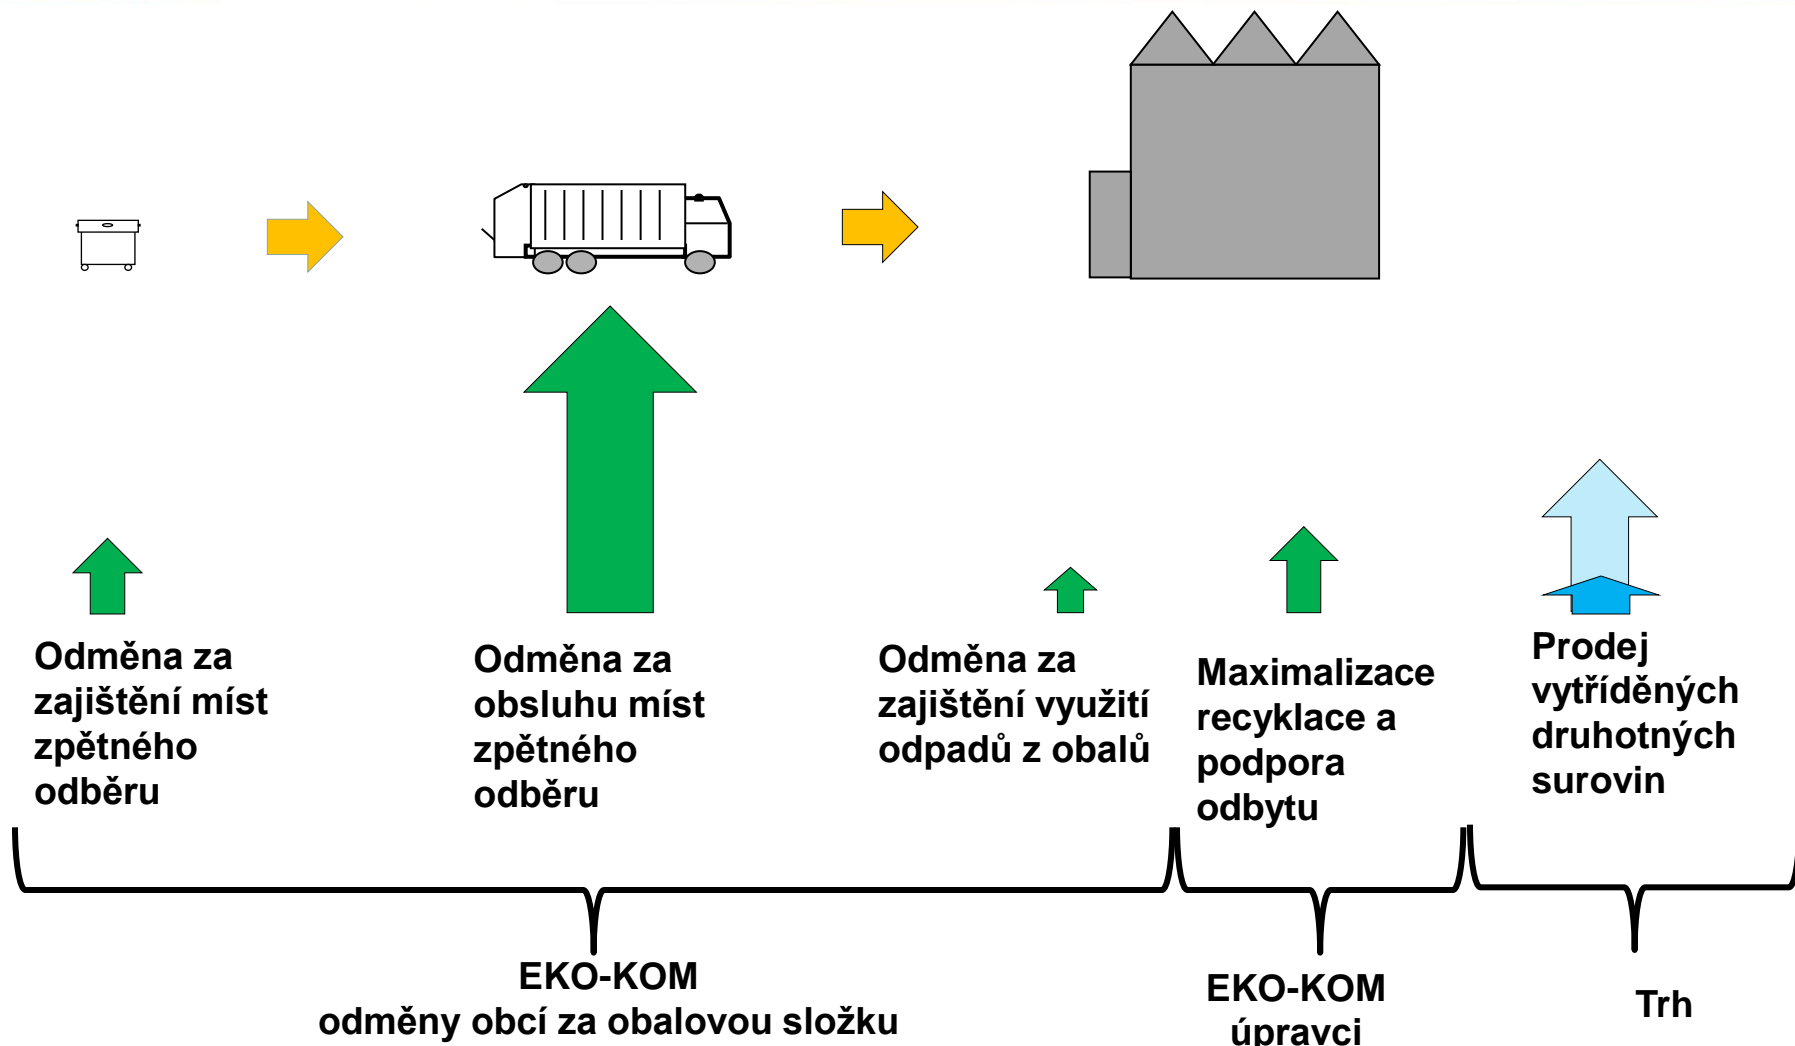 Odměna za
zajištění míst
zpětného
odběru
Odměna za
obsluhu míst
zpětného
odběru
Odměna za
zajištění využití
odpadů z obalů
Maximalizace
recyklace a
podpora
odbytu
Prodej
vytříděných
druhotných
surovin
EKO-KOM
odměny obcí za obalovou složku
EKO-KOM
úpravci
Trh